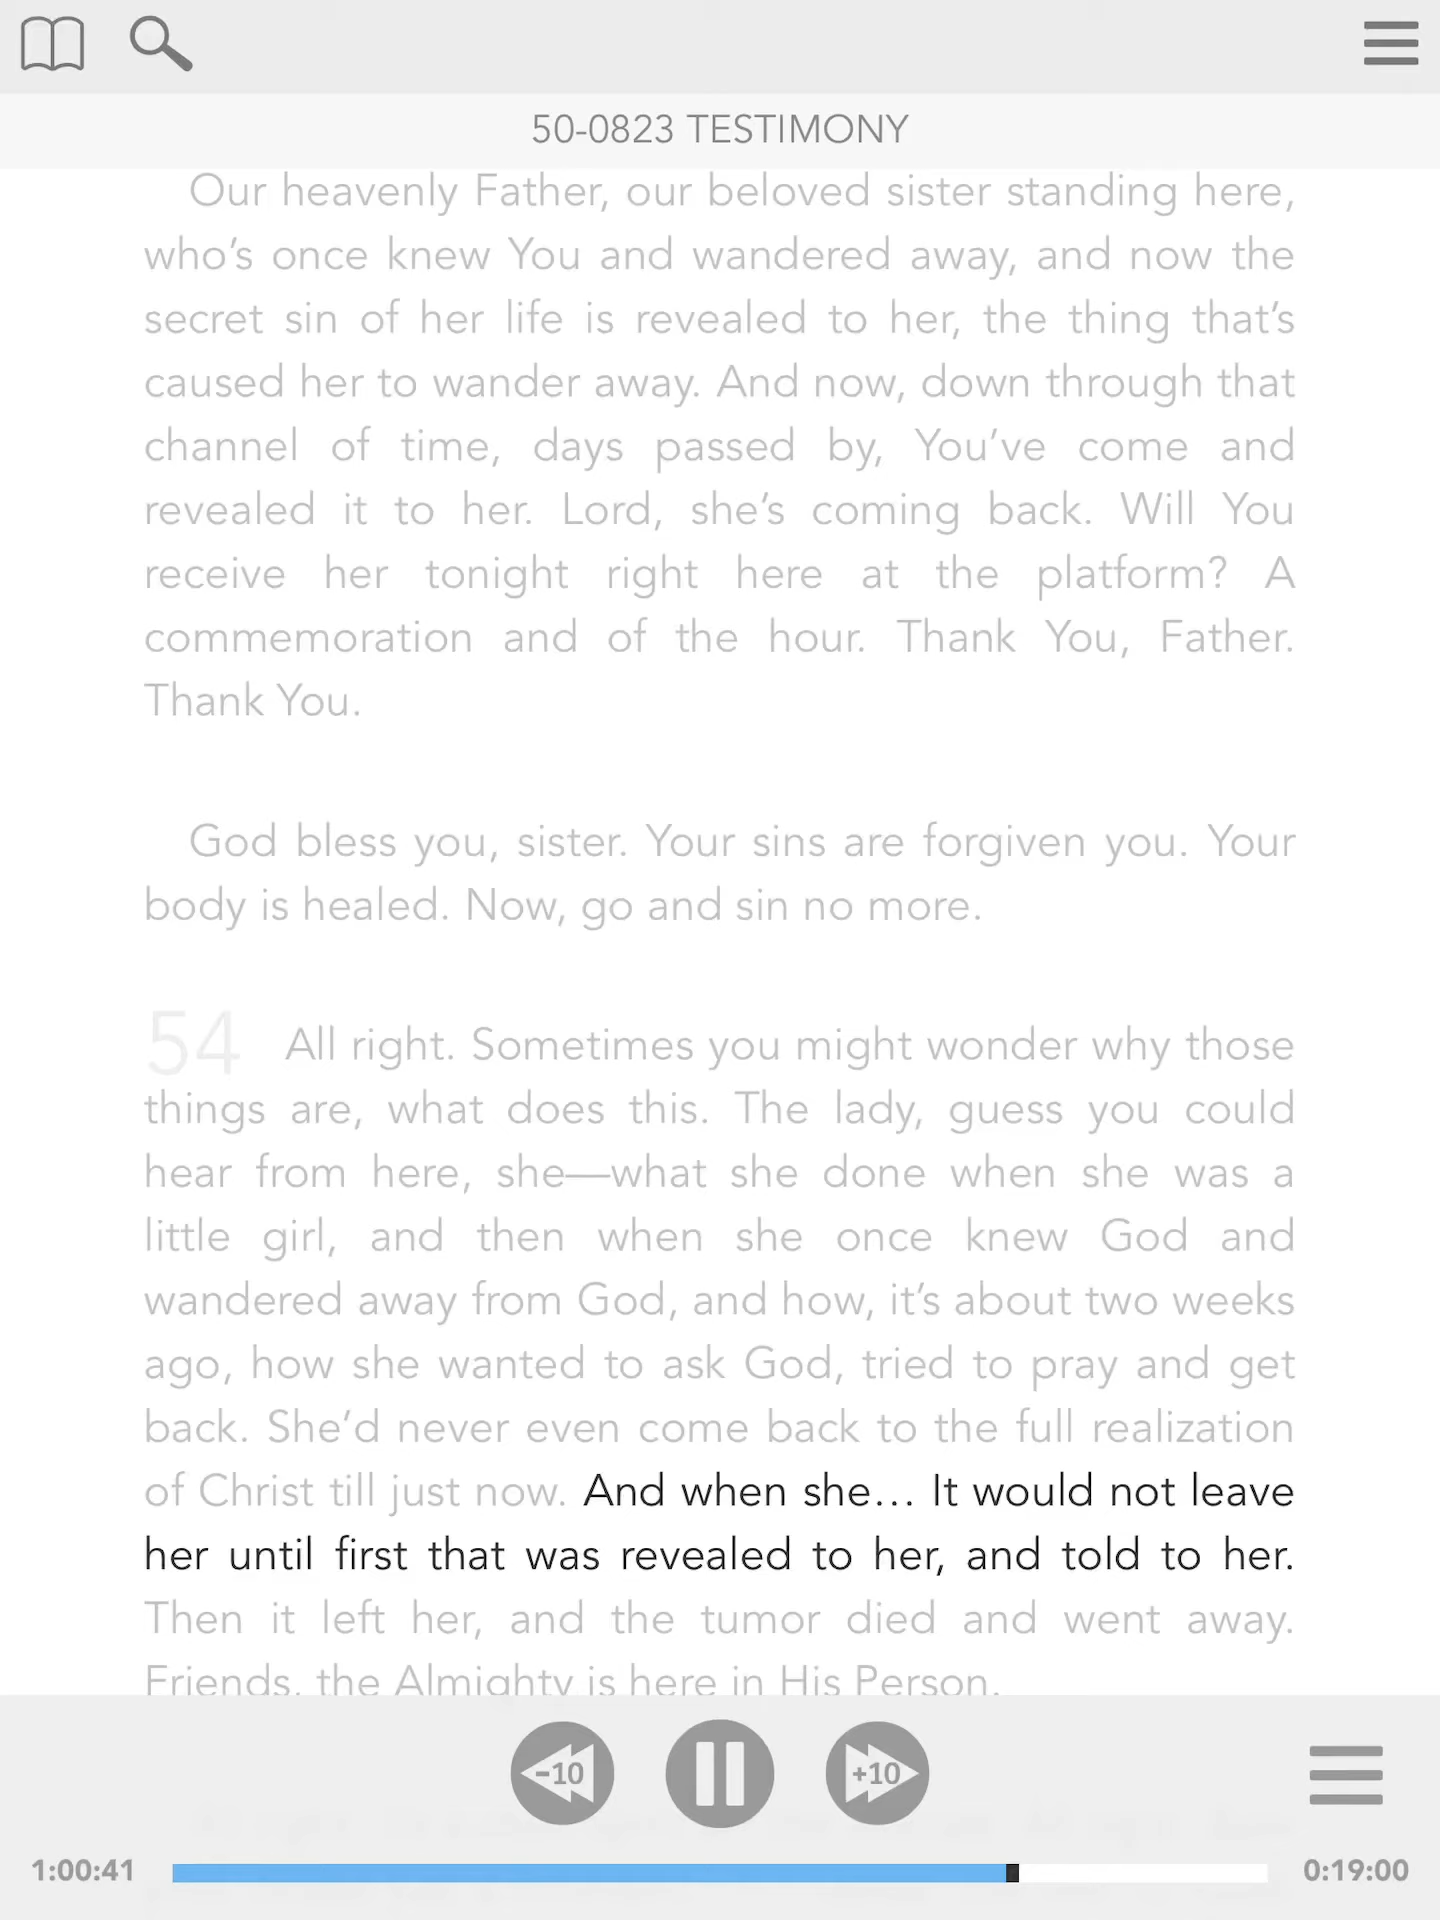 50-0823 TESTIMONY
Our heavenly Father, our beloved sister standing here,
who’s once knew You and wandered away, and now the
secret sin of her life is revealed to her, the thing that’s
caused her to wander away. And now, down through that
channel of time, days passed by, You’ve come and
revealed it to her. Lord, she’s coming back. Will You
receive her tonight right here at the platform? A
commemoration and of the hour. Thank You, Father.
Thank You.
God bless you, sister. Your sins are forgiven you. Your
body is healed. Now, go and sin no more.
54 All right. Sometimes you might wonder why those
things are, what does this. The lady, guess you could
hear from here, she—what she done when she was a
little girl, and then when she once knew God and
wandered away from God, and how, it’s about two weeks
ago, how she wanted to ask God, tried to pray and get
back. She’d never even come back to the full realization
of Christ till just now. And when she… It would not leave
her until first that was revealed to her, and told to her.
Then it left her, and the tumor died and went away.
Friends, the Almighty is here in His Person.
-10 +10
1:00:41 0:19:00